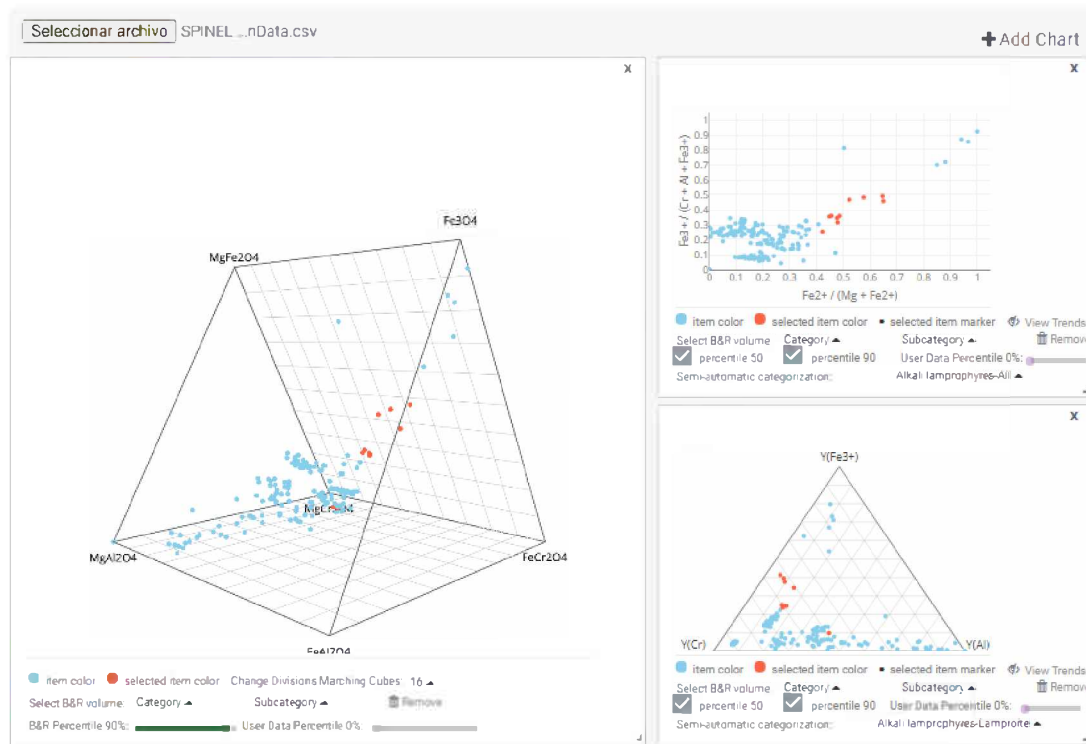 Seleccionar archivo SPINEL ...nData.csv
+ Add Chart
x
Fe3O4
MgFe2O4
MgAl2O4
FeCr2O4
FeAl2O4
item color selected item color Change Divisions Marching Cubes: 16
Select B&R volume: Category Subcategory Remove
B&R Percentile 90%: User Data Percentile 0%
x
Fe3+ / (Cr + Al + Fe3+)
1
0.9
0.8
0.7
0.6
0.5
0.4
0.3
0.2
0.1
0
0 0.1 0.2 0.3 0.4 0.5 0.6 0.7 0.8 0.9 1
Fe2+ / (Mg + Fe2+)
item color selected item color selected item marker View Trends
Select B&R volume Category Subcategory Remove
percentile 50 percentile 90 User Data Percentile 0%:
Semi-automatic categorization: Alkali lamprophyres-All
x
Y(Fe3+)
Y(Cr) Y(Al)
item color selected item color selected item marker View Trends
Select B&R volume Category Subcategory Remove
percentile 50 percentile 90 User Data Percentile 0%:
Semi-automatic categorization: Alkali lamprophyres-Lamproite